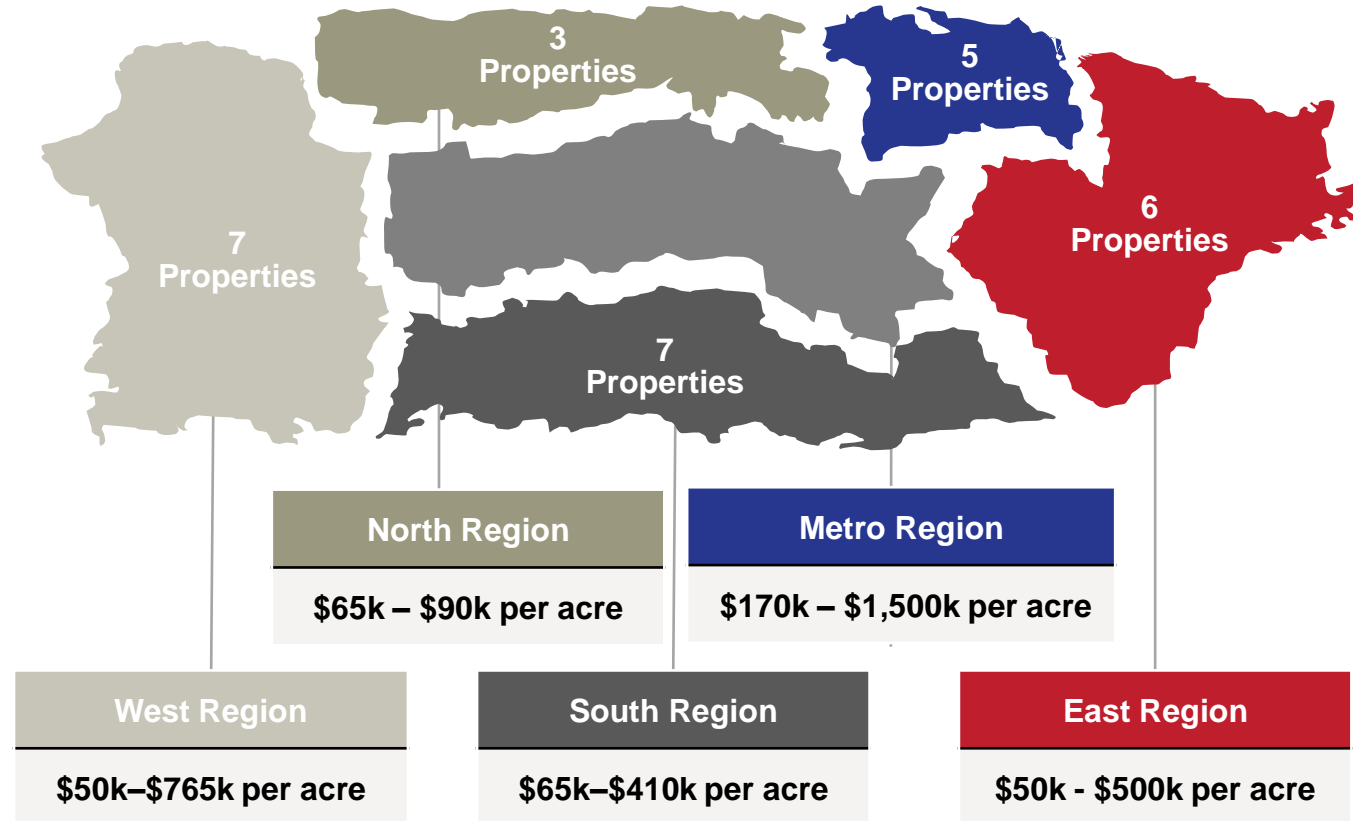 3
Properties
5
Properties
6
Properties
7
Properties
7
Properties
North Region
$65k – $90k per acre
Metro Region
$170k – $1,500k per acre
West Region
$50k–$765k per acre
South Region
$65k–$410k per acre
East Region
$50k - $500k per acre